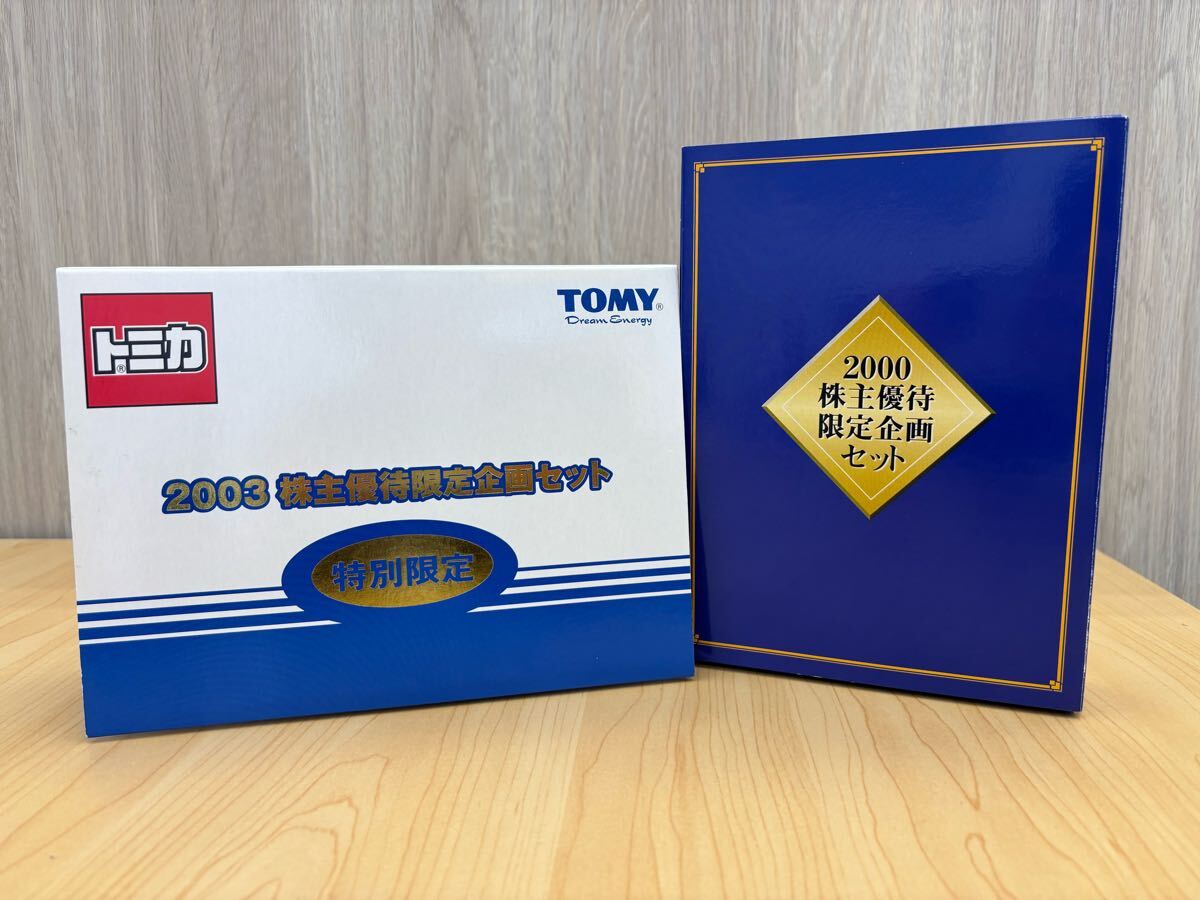 トミカ®
TOMY®
Dream Energy
2003 株主優待限定企画セット
特別限定
2000
株主優待
限定企画
セット